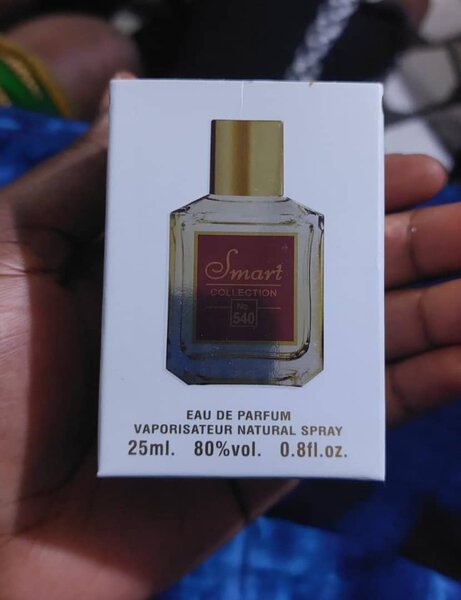 Smart
COLLECTION
No.
540
EAU DE PARFUM
VAPORISATEUR NATURAL SPRAY
25ml. 80%vol. 0.8fl.oz.